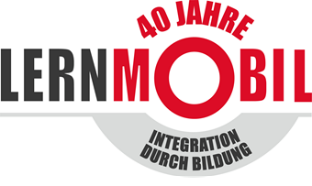 40 JAHRE
LERNMOBIL
INTEGRATION
DURCH BILDUNG